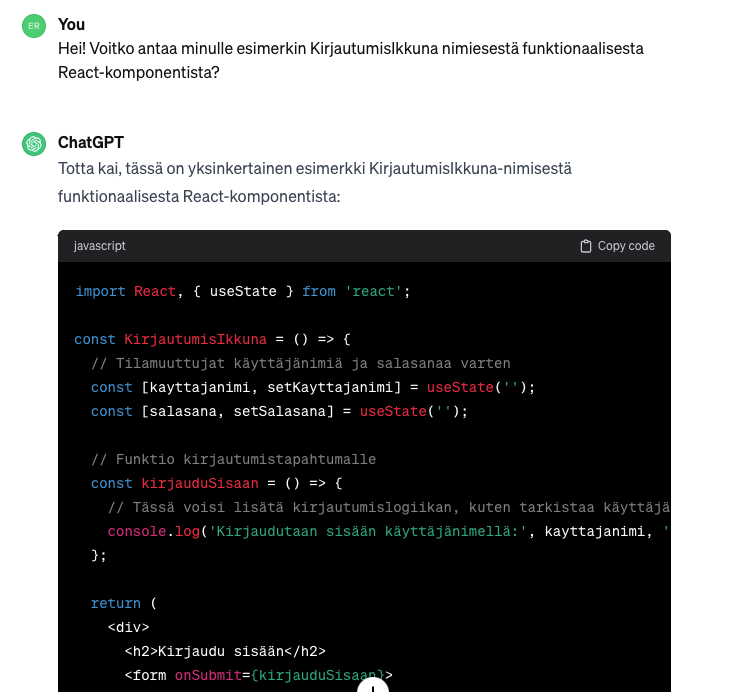 ER
You
Hei! Voitko antaa minulle esimerkin KirjautumisIkkuna nimiesestä funktionaalisesta
React-komponentista?
ChatGPT
Totta kai, tässä on yksinkertainen esimerkki KirjautumisIkkuna-nimisestä
funktionaalisesta React-komponentista:
javascript Copy code
import React, { useState } from 'react';
const KirjautumisIkkuna = () => {
// Tilamuuttujat käyttäjänimiä ja salasanaa varten
const [kayttajanimi, setKayttajanimi] = useState('');
const [salasana, setSalasana] = useState('');
// Funktio kirjautumistapahtumalle
const kirjauduSisaan = () => {
// Tässä voisi lisätä kirjautumislogiikan, kuten tarkistaa käyttäjä
console.log('Kirjaudutaan sisään käyttäjänimellä:', kayttajanimi, '
};
return (
<div>
<h2>Kirjaudu sisään</h2>
<form onSubmit={kirjauduSisaan}>